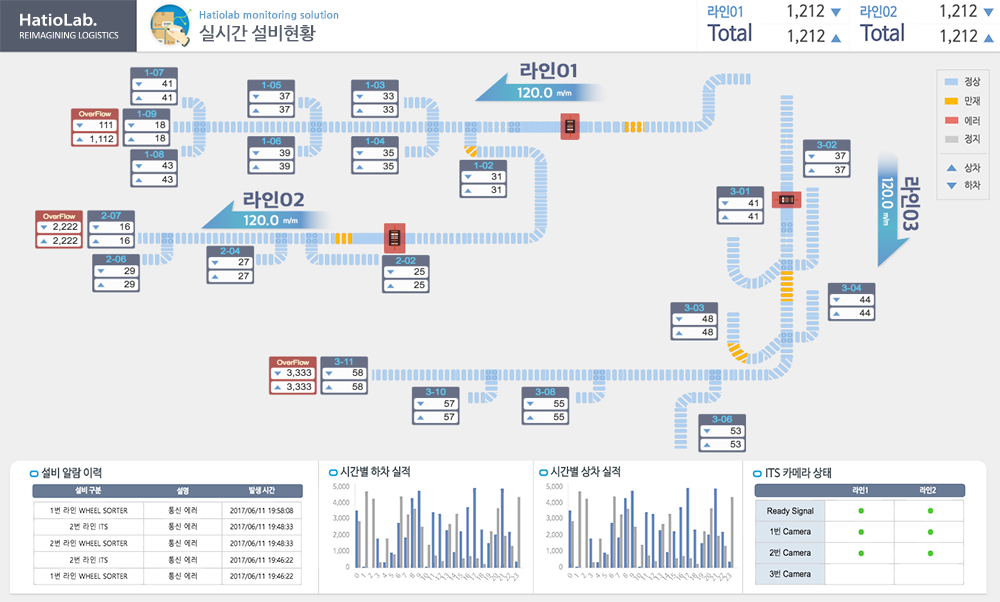 HatioLab.
REIMAGINING LOGISTICS
Hatiolab monitoring solution
실시간 설비현황
라인01
Total
1,212
1,212
라인02
Total
1,212
1,212
정상
만재
에러
정지
상차
하차
라인01
120.0 m/m
라인02
120.0 m/m
라인03
120.0 m/m
1-07
41
41
OverFlow
111
1,112
1-09
18
18
1-08
43
43
1-05
37
37
1-06
39
39
1-03
33
33
1-04
35
35
1-02
31
31
OverFlow
2,222
2,222
2-07
16
16
2-06
29
29
2-04
27
27
2-02
25
25
3-02
37
37
3-01
41
41
3-04
44
44
3-03
48
48
OverFlow
3,333
3,333
3-11
58
58
3-10
57
57
3-08
55
55
3-06
53
53
설비 알람 이력
설비 구분 설명 발생 시간
1번 라인 WHEEL SORTER 통신 에러 2017/06/11 19:58:08
2번 라인 ITS 통신 에러 2017/06/11 19:48:33
2번 라인 WHEEL SORTER 통신 에러 2017/06/11 19:48:33
2번 라인 ITS 통신 에러 2017/06/11 19:46:22
1번 라인 WHEEL SORTER 통신 에러 2017/06/11 19:46:22
시간별 하차 실적
5,000
4,000
3,000
2,000
1,000
0
0 1 2 3 4 5 6 7 8 9 10 11 12 13 14 15 16 17 18 19 20 21 22 23
시간별 상차 실적
5,000
4,000
3,000
2,000
1,000
0
0 1 2 3 4 5 6 7 8 9 10 11 12 13 14 15 16 17 18 19 20 21 22 23
ITS 카메라 상태
라인1 라인2
Ready Signal
1번 Camera
2번 Camera
3번 Camera